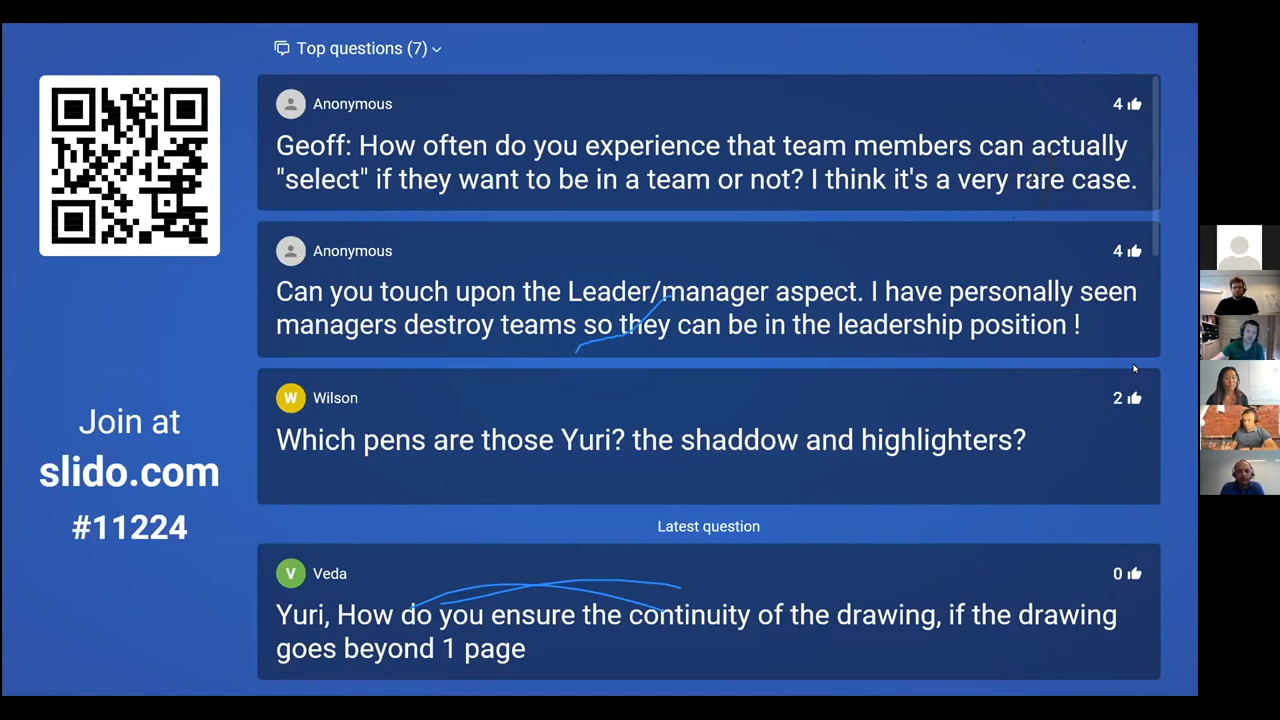 Top questions (7)
Anonymous
4
Geoff: How often do you experience that team members can actually
"select" if they want to be in a team or not? I think it's a very rare case.
Anonymous
4
Can you touch upon the Leader/manager aspect. I have personally seen
managers destroy teams so they can be in the leadership position !
W
Wilson
2
Which pens are those Yuri? the shaddow and highlighters?
Latest question
V
Veda
0
Yuri, How do you ensure the continuity of the drawing, if the drawing
goes beyond 1 page
Join at
slido.com
#11224